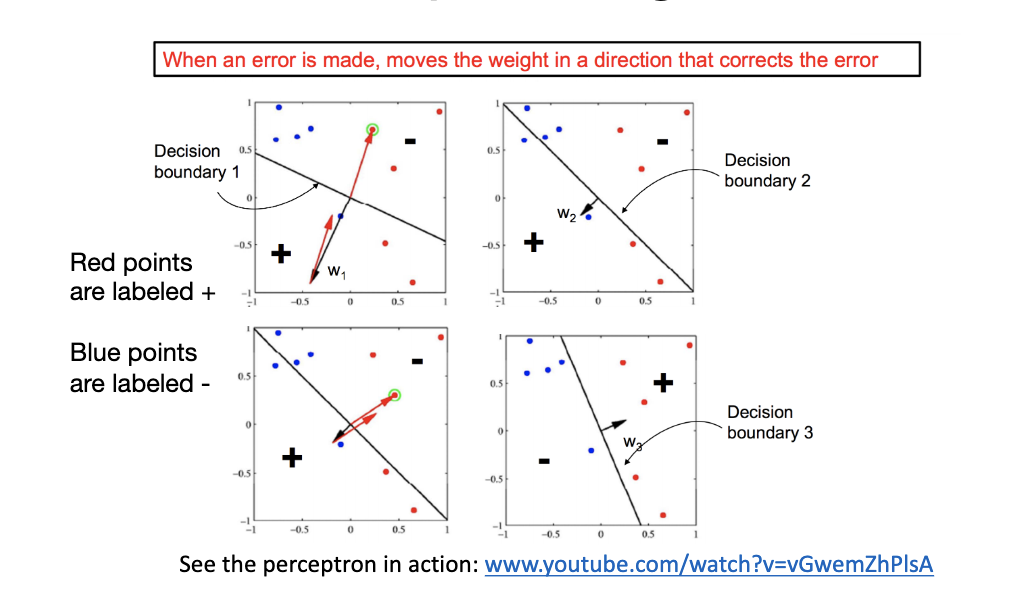 When an error is made, moves the weight in a direction that corrects the error
Decision
boundary 1
1
0.5
0
−0.5
−1
−1 −0.5 0 0.5 1
-
+
w1
1
0.5
0
−0.5
−1
−1 −0.5 0 0.5 1
-
+
w2
Decision
boundary 2
Red points
are labeled +
Blue points
are labeled -
1
0.5
0
−0.5
−1
−1 −0.5 0 0.5 1
-
+
1
0.5
0
−0.5
−1
−1 −0.5 0 0.5 1
+
-
w3
Decision
boundary 3
See the perceptron in action: www.youtube.com/watch?v=vGwemZhPlsA